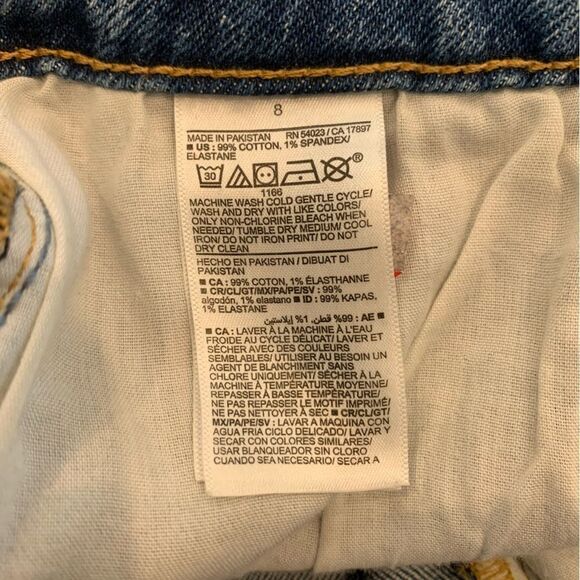 8
MADE IN PAKISTAN RN 54023 / CA 17897
■ US: 99% COTTON, 1% SPANDEX/
ELASTANE
30
1166
MACHINE WASH COLD GENTLE CYCLE/
WASH AND DRY WITH LIKE COLORS/
ONLY NON-CHLORINE BLEACH WHEN
NEEDED/ TUMBLE DRY MEDIUM/ COOL
IRON/ DO NOT IRON PRINT/ DO NOT
DRY CLEAN
HECHO EN PAKISTAN / DIBUAT DI
PAKISTAN
■ CA: 99% COTON, 1% ÉLASTHANNE
■ CR/CL/GT/MX/PA/PE/SV: 99%
algodón, 1% elastano ■ ID: 99% KAPAS,
1% ELASTANE
■ AE: 99% قطن, 1% إيلاستين
■ CA : LAVER À LA MACHINE À L'EAU
FROIDE AU CYCLE DÉLICAT/ LAVER ET
SÉCHER AVEC DES COULEURS
SEMBLABLES/ UTILISER AU BESOIN UN
AGENT DE BLANCHIMENT SANS
CHLORE UNIQUEMENT/ SÉCHER À LA
MACHINE À TEMPÉRATURE MOYENNE/
REPASSER À BASSE TEMPÉRATURE/
NE PAS REPASSER LE MOTIF IMPRIMÉ/
NE PAS NETTOYER À SEC ■ CR/CL/GT/
MX/PA/PE/SV: LAVAR A MAQUINA CON
AGUA FRIA CICLO DELICADO/ LAVAR Y
SECAR CON COLORES SIMILARES/
USAR BLANQUEADOR SIN CLORO
CUANDO SEA NECESARIO/ SECAR A